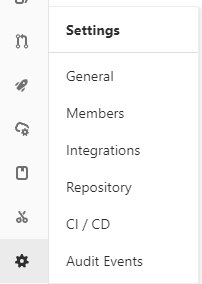 Settings
General
Members
Integrations
Repository
CI / CD
Audit Events